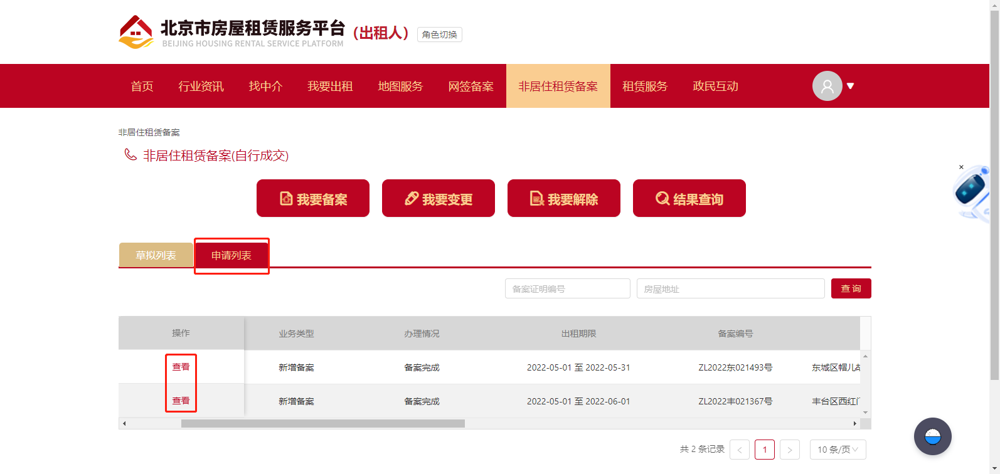 北京市房屋租赁服务平台
BEIJING HOUSING RENTAL SERVICE PLATFORM
（出租人） 角色切换
首页 行业资讯 找中介 我要出租 地图服务 网签备案 非居住租赁备案 租赁服务 政民互动
非居住租赁备案
非居住租赁备案(自行成交)
我要备案 我要变更 我要解除 结果查询
草拟列表 申请列表
备案证明编号 房屋地址 查 询
操作 业务类型 办理情况 出租期限 备案编号
查看 新增备案 备案完成 2022-05-01 至 2022-05-31 ZL2022东021493号 东城区帽儿胡
查看 新增备案 备案完成 2022-05-01 至 2022-06-01 ZL2022丰021367号 丰台区西红门
共 2 条记录 < 1 > 10 条/页